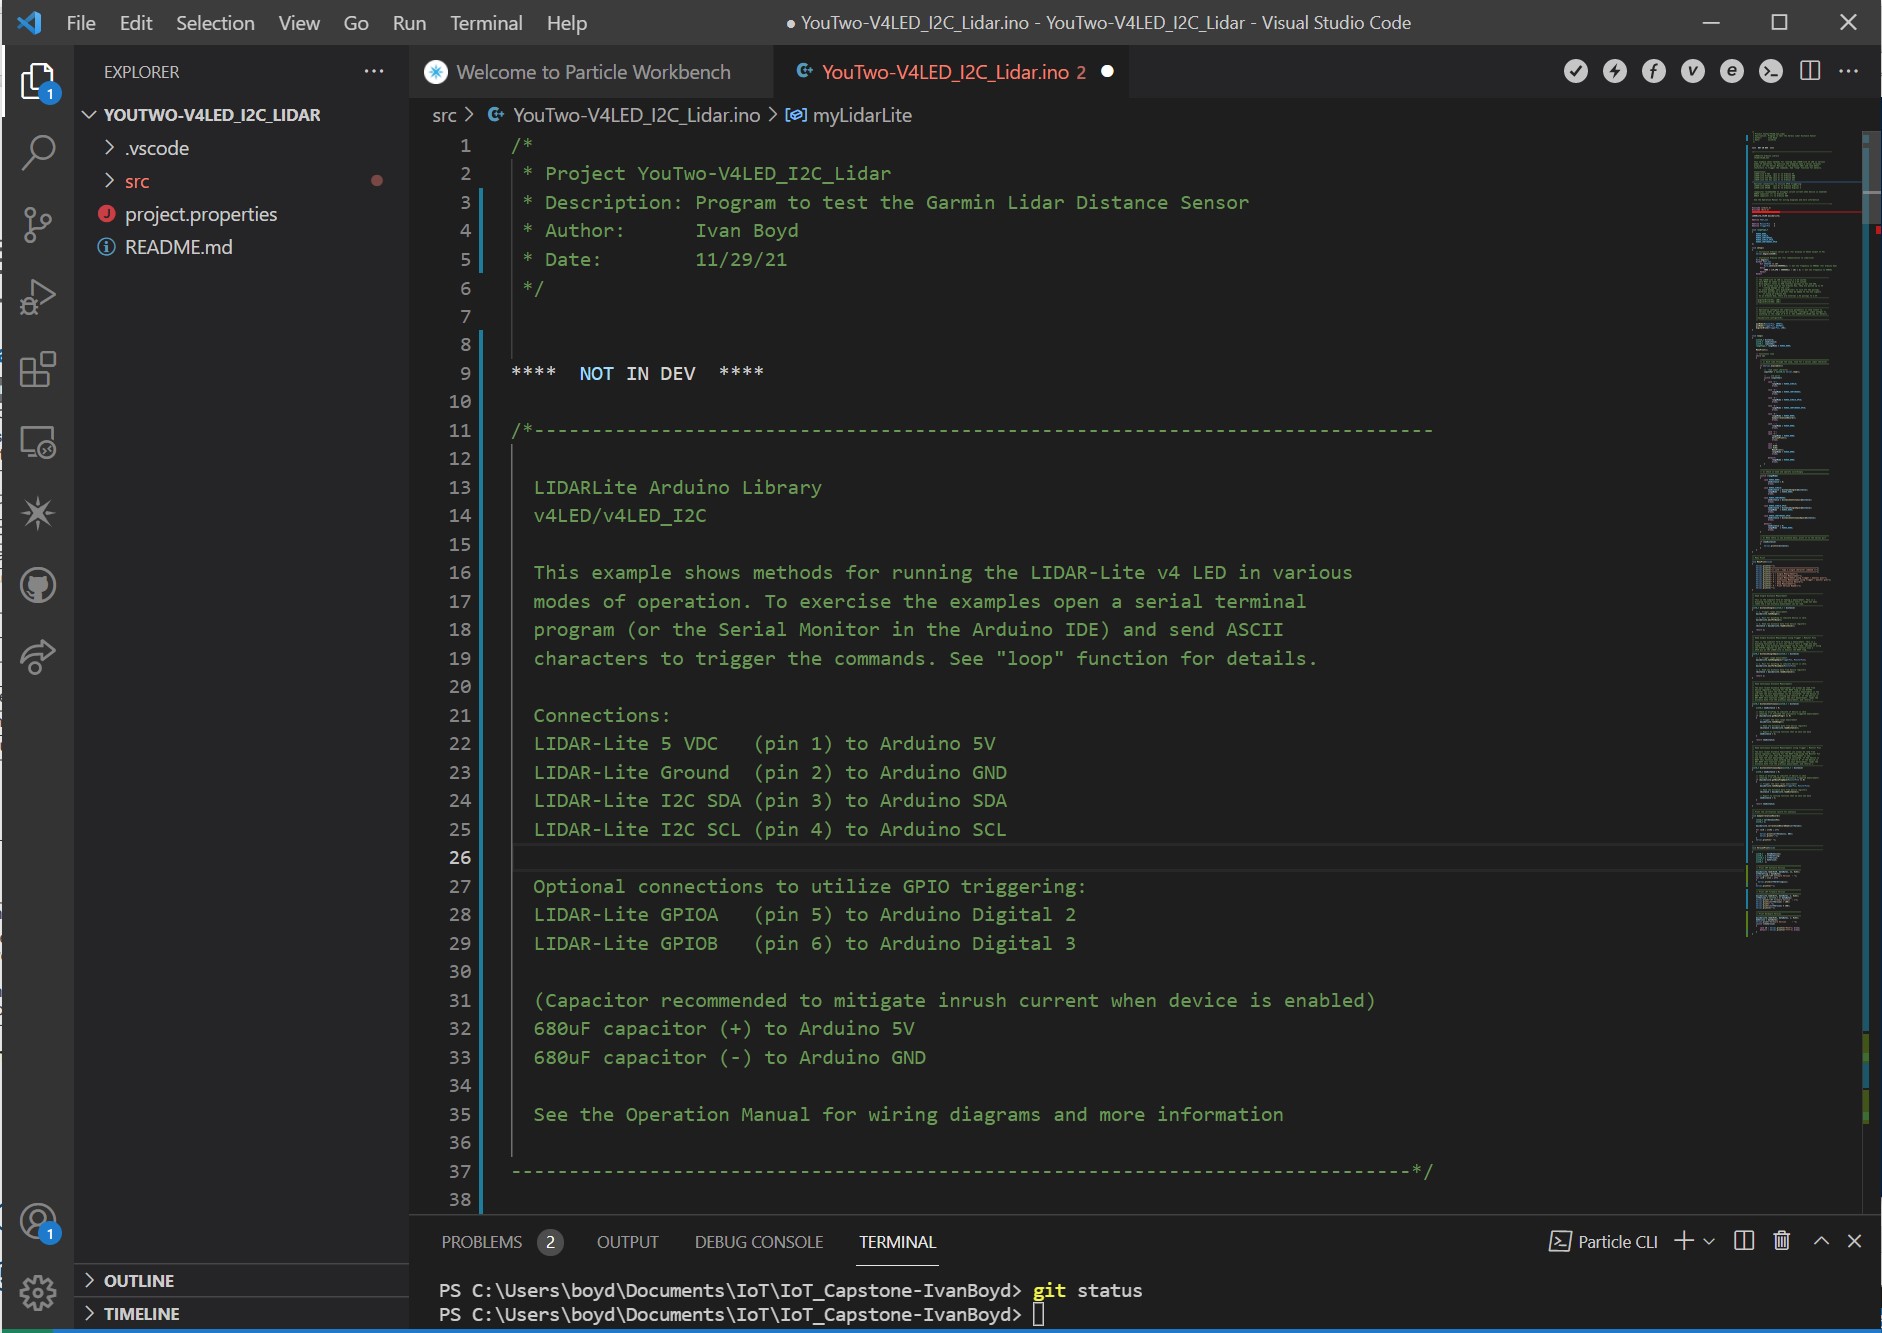 File Edit Selection View Go Run Terminal Help
● YouTwo-V4LED_I2C_Lidar.ino - YouTwo-V4LED_I2C_Lidar - Visual Studio Code
EXPLORER
Welcome to Particle Workbench
YouTwo-V4LED_I2C_Lidar.ino 2
1
YOUTWO-V4LED_I2C_LIDAR
.vscode
src
project.properties
README.md
src > YouTwo-V4LED_I2C_Lidar.ino > myLidarLite
1 /*
2 * Project YouTwo-V4LED_I2C_Lidar
3 * Description: Program to test the Garmin Lidar Distance Sensor
4 * Author: Ivan Boyd
5 * Date: 11/29/21
6 */
7
8
9 **** NOT IN DEV ****
10
11 /*------------------------------------------------------------------------------
12
13 LIDARLite Arduino Library
14 v4LED/v4LED_I2C
15
16 This example shows methods for running the LIDAR-Lite v4 LED in various
17 modes of operation. To exercise the examples open a serial terminal
18 program (or the Serial Monitor in the Arduino IDE) and send ASCII
19 characters to trigger the commands. See "loop" function for details.
20
21 Connections:
22 LIDAR-Lite 5 VDC (pin 1) to Arduino 5V
23 LIDAR-Lite Ground (pin 2) to Arduino GND
24 LIDAR-Lite I2C SDA (pin 3) to Arduino SDA
25 LIDAR-Lite I2C SCL (pin 4) to Arduino SCL
26
27 Optional connections to utilize GPIO triggering:
28 LIDAR-Lite GPIOA (pin 5) to Arduino Digital 2
29 LIDAR-Lite GPIOB (pin 6) to Arduino Digital 3
30
31 (Capacitor recommended to mitigate inrush current when device is enabled)
32 680uF capacitor (+) to Arduino 5V
33 680uF capacitor (-) to Arduino GND
34
35 See the Operation Manual for wiring diagrams and more information
36
37 ------------------------------------------------------------------------------*/
38
1
OUTLINE
TIMELINE
PROBLEMS 2 OUTPUT DEBUG CONSOLE TERMINAL
Particle CLI
PS C:\Users\boyd\Documents\IoT\IoT_Capstone-IvanBoyd> git status
PS C:\Users\boyd\Documents\IoT\IoT_Capstone-IvanBoyd>